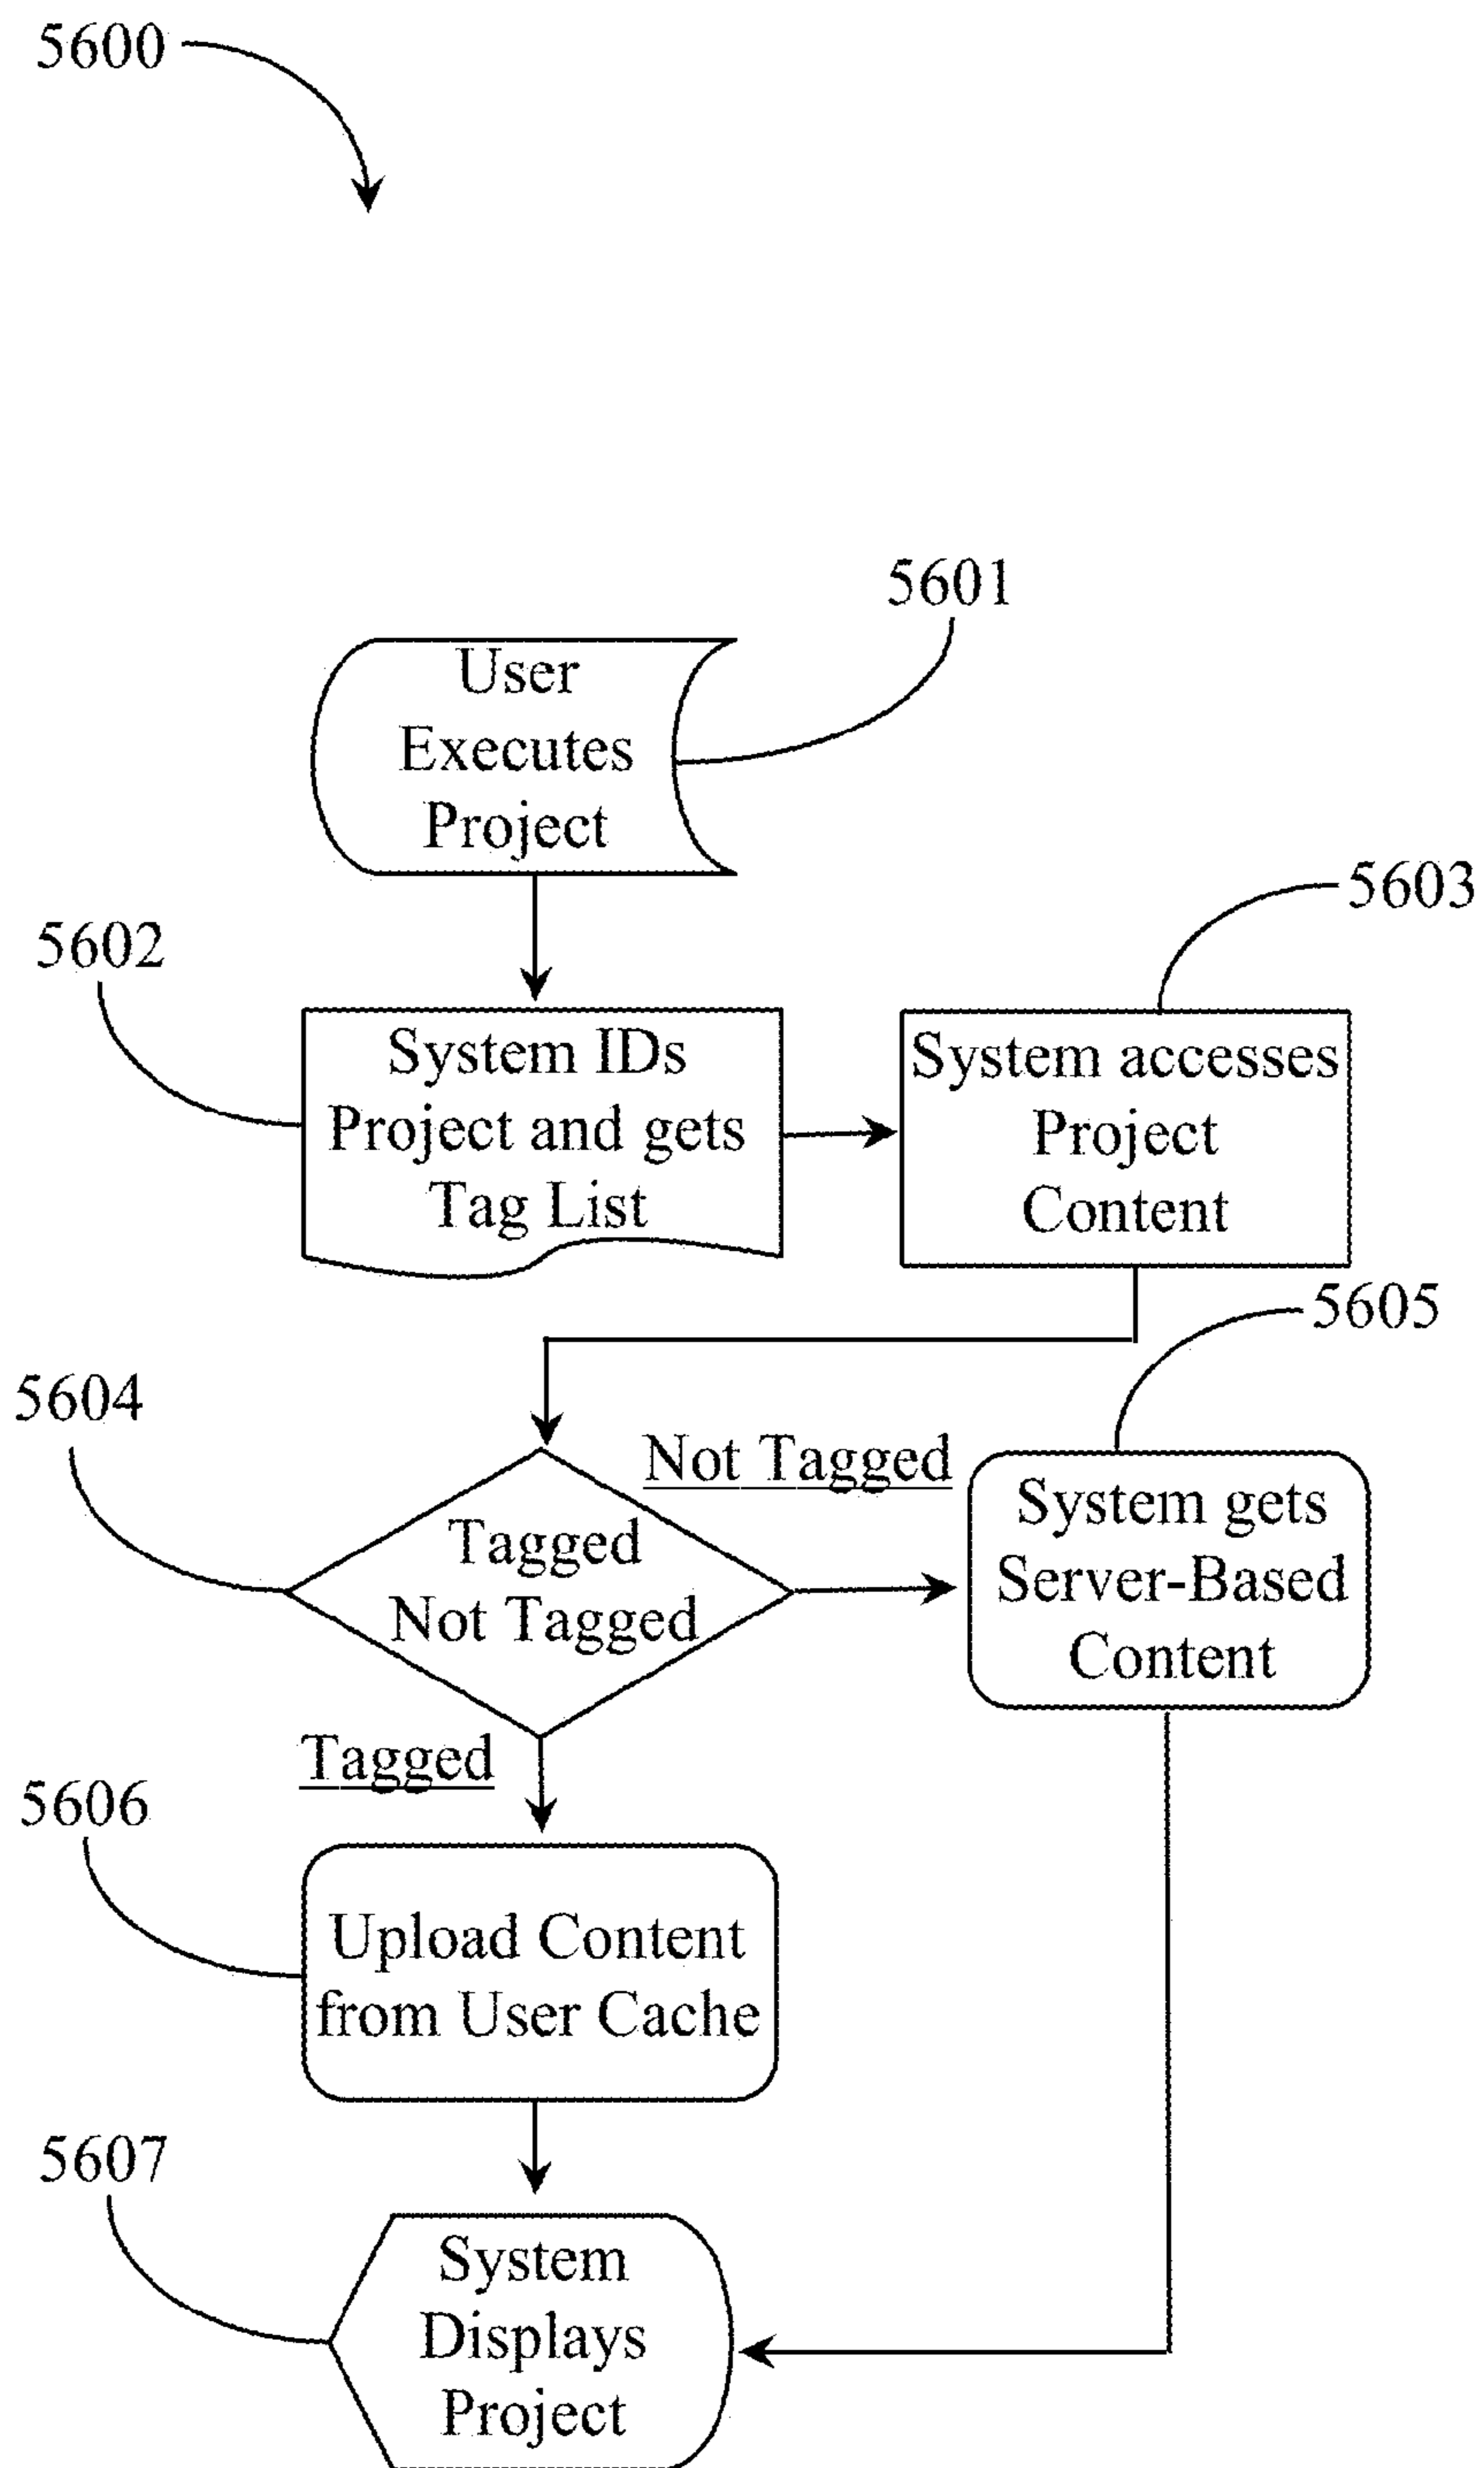 5600
5601
User
Executes
Project
5602
System IDs
Project and gets
Tag List
5603
System accesses
Project
Content
5604
Tagged
Not Tagged
Not Tagged
5605
System gets
Server-Based
Content
Tagged
5606
Upload Content
from User Cache
5607
System
Displays
Project